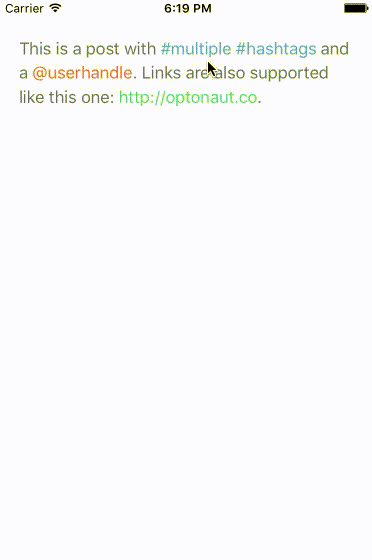 Carrier 6:19 PM
This is a post with #multiple #hashtags and
a @userhandle. Links are also supported
like this one: http://optonaut.co.